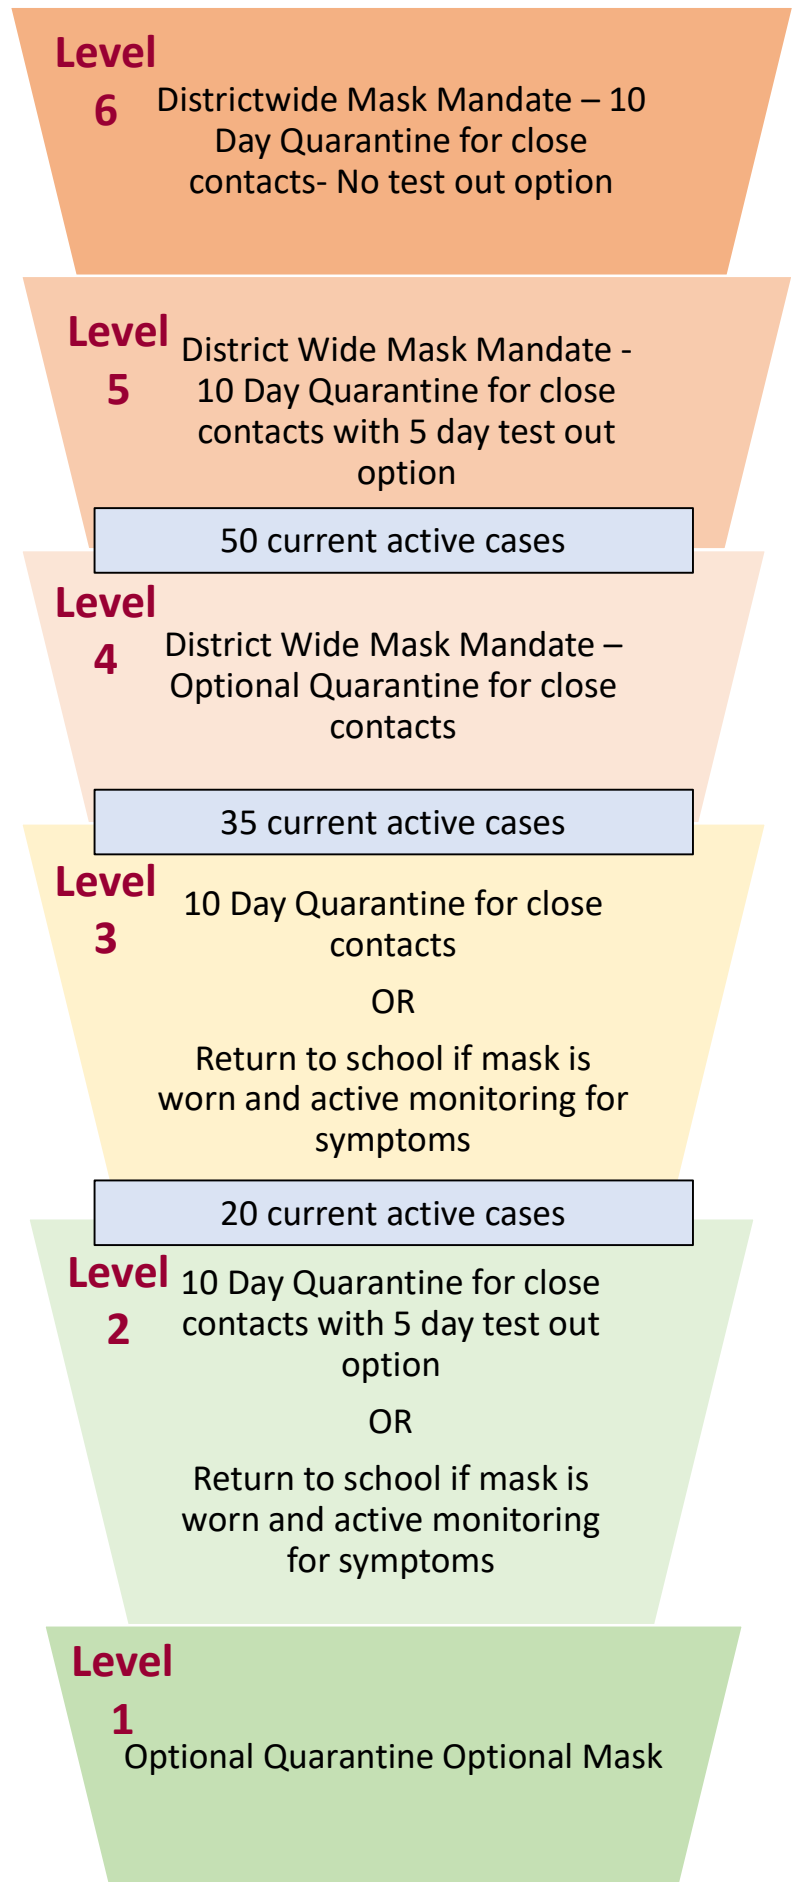 Level
6
Districtwide Mask Mandate – 10
Day Quarantine for close
contacts- No test out option
Level
5
District Wide Mask Mandate -
10 Day Quarantine for close
contacts with 5 day test out
option
50 current active cases
Level
4
District Wide Mask Mandate –
Optional Quarantine for close
contacts
35 current active cases
Level
3
10 Day Quarantine for close
contacts
OR
Return to school if mask is
worn and active monitoring for
symptoms
20 current active cases
Level
2
10 Day Quarantine for close
contacts with 5 day test out
option
OR
Return to school if mask is
worn and active monitoring
for symptoms
Level
1
Optional Quarantine Optional Mask